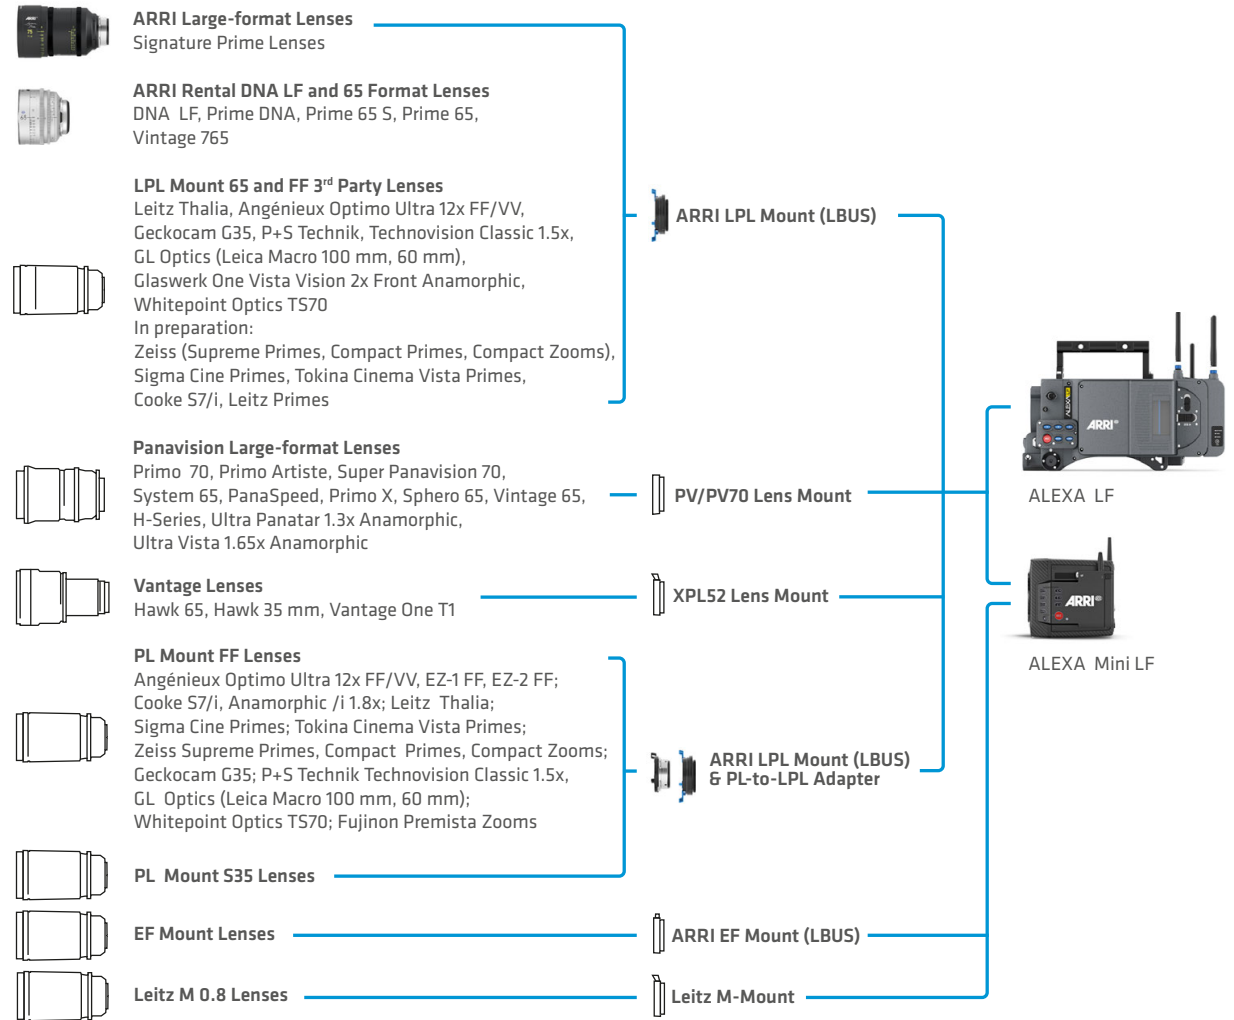 ARRI Large-format Lenses
Signature Prime Lenses
ARRI Rental DNA LF and 65 Format Lenses
DNA LF, Prime DNA, Prime 65 S, Prime 65,
Vintage 765
LPL Mount 65 and FF 3rd Party Lenses
Leitz Thalia, Angénieux Optimo Ultra 12x FF/VV,
Geckocam G35, P+S Technik, Technovision Classic 1.5x,
GL Optics (Leica Macro 100 mm, 60 mm),
Glaswerk One Vista Vision 2x Front Anamorphic,
Whitepoint Optics TS70
In preparation:
Zeiss (Supreme Primes, Compact Primes, Compact Zooms),
Sigma Cine Primes, Tokina Cinema Vista Primes,
Cooke S7/i, Leitz Primes
ARRI LPL Mount (LBUS)
Panavision Large-format Lenses
Primo 70, Primo Artiste, Super Panavision 70,
System 65, PanaSpeed, Primo X, Sphero 65, Vintage 65,
H-Series, Ultra Panatar 1.3x Anamorphic,
Ultra Vista 1.65x Anamorphic
PV/PV70 Lens Mount
Vantage Lenses
Hawk 65, Hawk 35 mm, Vantage One T1
XPL52 Lens Mount
PL Mount FF Lenses
Angénieux Optimo Ultra 12x FF/VV, EZ-1 FF, EZ-2 FF;
Cooke S7/i, Anamorphic /i 1.8x; Leitz Thalia;
Sigma Cine Primes; Tokina Cinema Vista Primes;
Zeiss Supreme Primes, Compact Primes, Compact Zooms;
Geckocam G35; P+S Technik Technovision Classic 1.5x,
GL Optics (Leica Macro 100 mm, 60 mm);
Whitepoint Optics TS70; Fujinon Premista Zooms
ARRI LPL Mount (LBUS)
& PL-to-LPL Adapter
PL Mount S35 Lenses
EF Mount Lenses
ARRI EF Mount (LBUS)
Leitz M 0.8 Lenses
Leitz M-Mount
ALEXA
ARRI
ALEXA LF
ARRI
ALEXA Mini LF